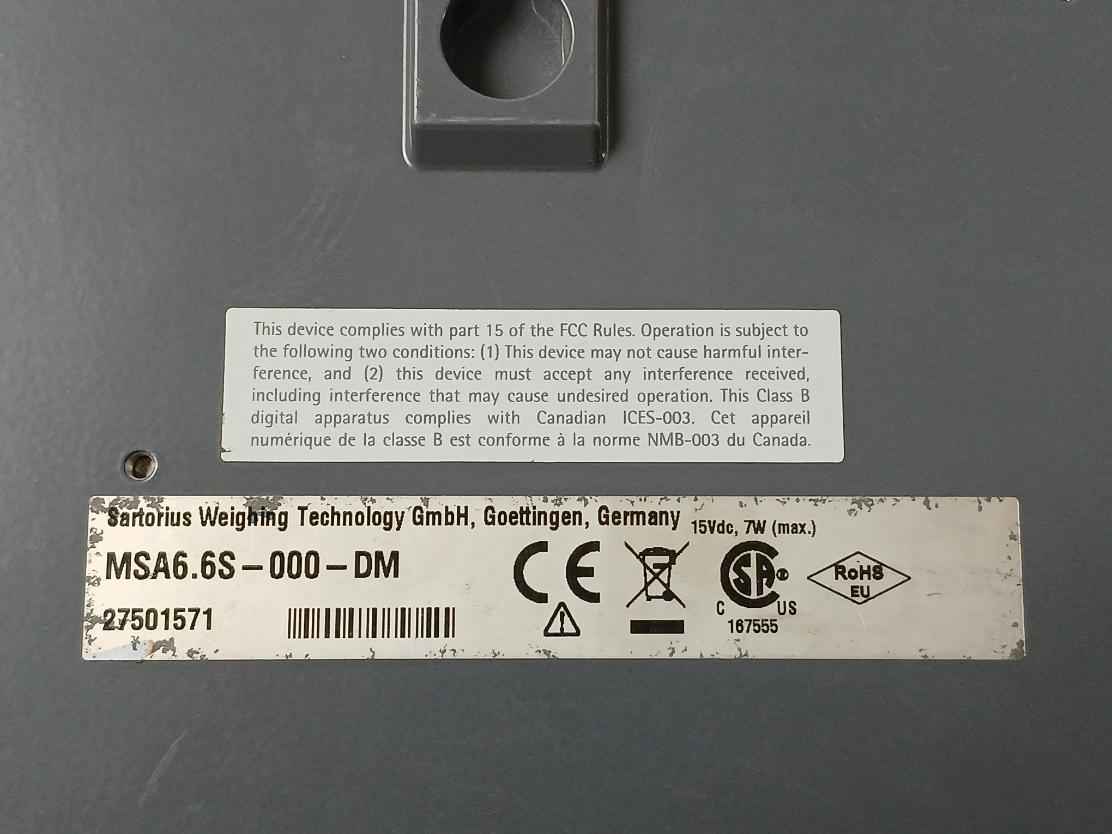 This device complies with part 15 of the FCC Rules. Operation is subject to
the following two conditions: (1) This device may not cause harmful inter-
ference, and (2) this device must accept any interference received,
including interference that may cause undesired operation. This Class B
digital apparatus complies with Canadian ICES-003. Cet appareil
numérique de la classe B est conforme à la norme NMB-003 du Canada.
Sartorius Weighing Technology GmbH, Goettingen, Germany 15Vdc, 7W (max.)
MSA6.6S-000-DM
CE
SA
RoHS
EU
27501571
C US
167555